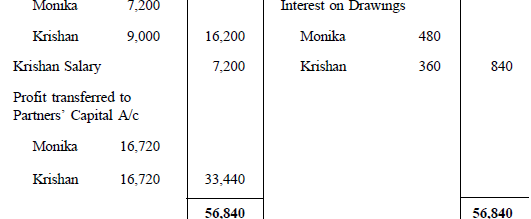 Monika 7,200 Interest on Drawings
Krishan 9,000 16,200 Monika 480
Krishan Salary 7,200 Krishan 360 840
Profit transferred to
Partners' Capital A/c
Monika 16,720
Krishan 16,720 33,440
56,840 56,840